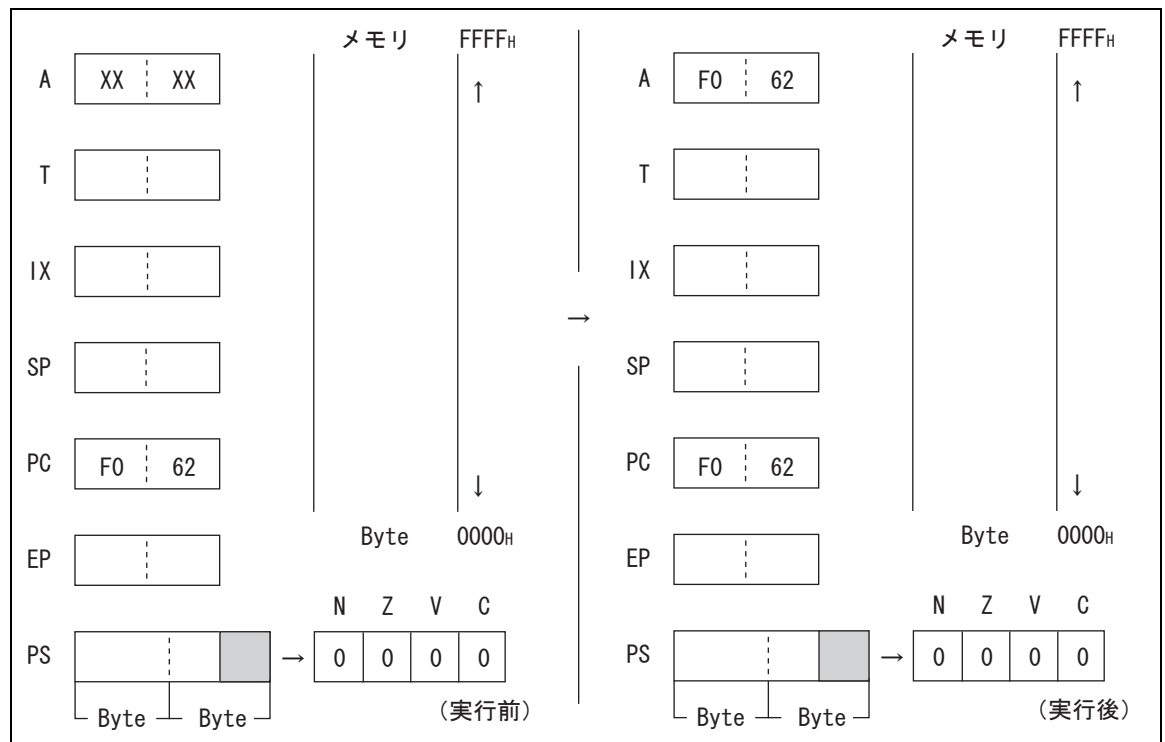 メモリ FFFFH
A XX XX
↑
T
IX
SP
PC F0 62
↓
Byte 0000H
EP
N Z V C
PS → 0 0 0 0
Byte Byte
(実行前)
→
メモリ FFFFH
A F0 62
↑
T
IX
SP
PC F0 62
↓
Byte 0000H
EP
N Z V C
PS → 0 0 0 0
Byte Byte
(実行後)